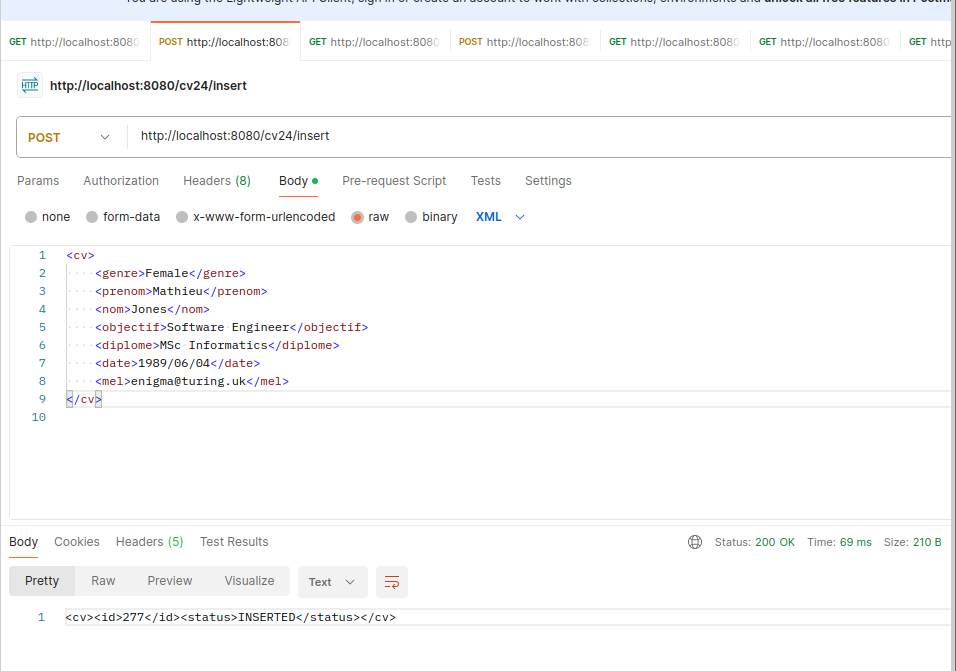 You are using the Lightweight API Client, sign in or create an account to work with collections, environments and unlock all free features in Postm
GET http://localhost:8080 POST http://localhost:808 GET http://localhost:8080 POST http://localhost:808 GET http://localhost:8080 GET http://localhost:8080 GET http
HTTP http://localhost:8080/cv24/insert
POST http://localhost:8080/cv24/insert
Params Authorization Headers (8) Body Pre-request Script Tests Settings
none form-data x-www-form-urlencoded raw binary XML
1 <cv>
2 <genre>Female</genre>
3 <prenom>Mathieu</prenom>
4 <nom>Jones</nom>
5 <objectif>Software Engineer</objectif>
6 <diplome>MSc Informatics</diplome>
7 <date>1989/06/04</date>
8 <mel>enigma@turing.uk</mel>
9 </cv>
10
Body Cookies Headers (5) Test Results Status: 200 OK Time: 69 ms Size: 210 B
Pretty Raw Preview Visualize Text
1 <cv><id>277</id><status>INSERTED</status></cv>